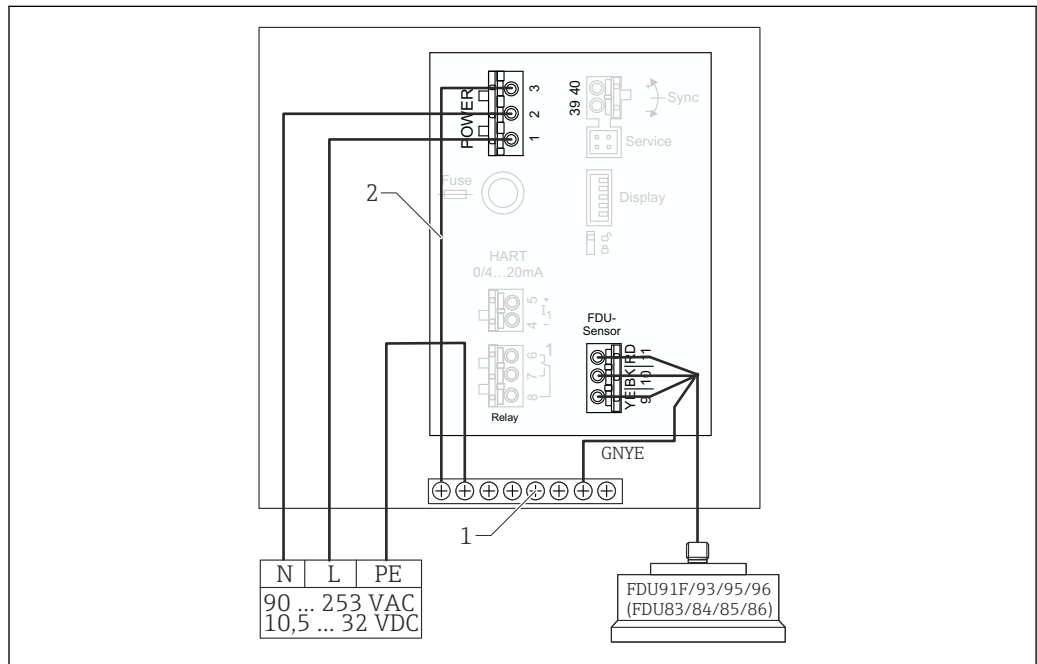 POWER
3
2
1
39 40
+
Sync
-
Service
Fuse
Display
2
HART
0/4...20mA
5 +
I1
4 -
FDU-
Sensor
6 1
7
8
Relay
RD 11
BK 10
YE 9
GNYE
1
N L PE
90 ... 253 VAC
10,5 ... 32 VDC
FDU91F/93/95/96
(FDU83/84/85/86)